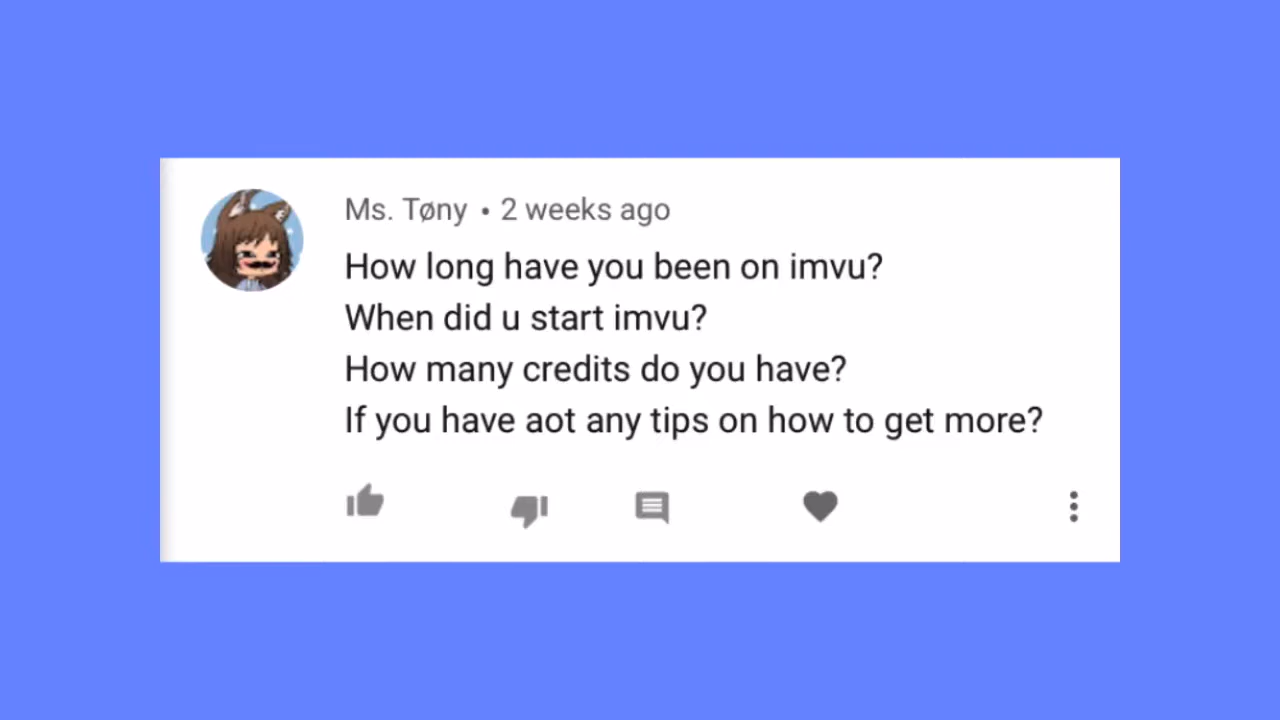 Ms. Tøny • 2 weeks ago
How long have you been on imvu?
When did u start imvu?
How many credits do you have?
If you have aot any tips on how to get more?